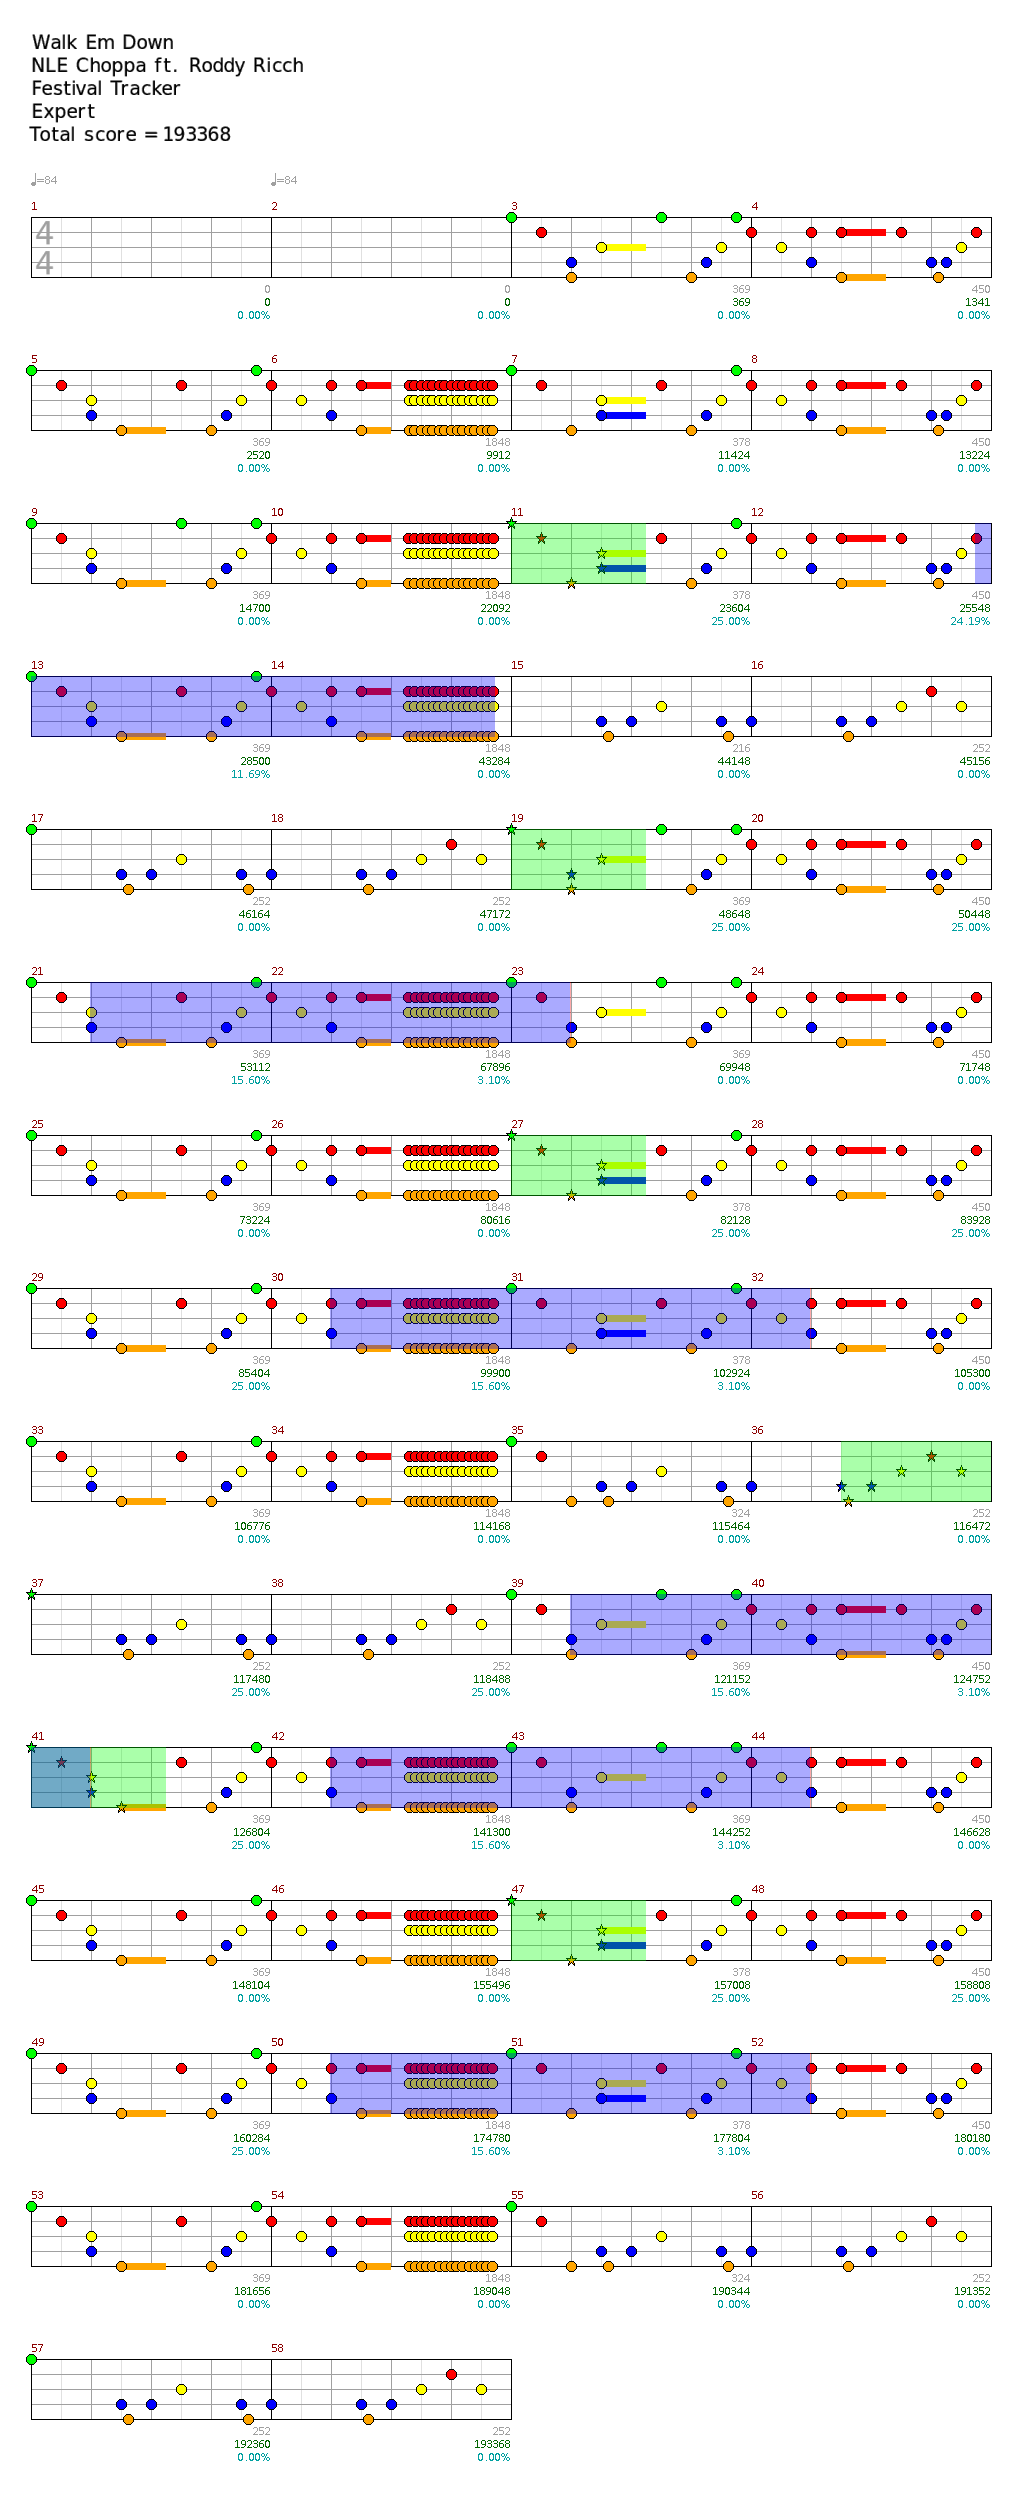 Walk Em Down
NLE Choppa ft. Roddy Ricch
Festival Tracker
Expert
Total score = 193368
♩=84 ♩=84
1 2 3 4
4
4
0 0 369 450
0 0 369 1341
0.00% 0.00% 0.00% 0.00%
5 6 7 8
369 1848 378 450
2520 9912 11424 13224
0.00% 0.00% 0.00% 0.00%
9 10 11 12
369 1848 378 450
14700 22092 23604 25548
0.00% 0.00% 25.00% 24.19%
13 14 15 16
369 1848 216 252
28500 43284 44148 45156
11.69% 0.00% 0.00% 0.00%
17 18 19 20
252 252 369 450
46164 47172 48648 50448
0.00% 0.00% 25.00% 25.00%
21 22 23 24
369 1848 369 450
53112 67896 69948 71748
15.60% 3.10% 0.00% 0.00%
25 26 27 28
369 1848 378 450
73224 80616 82128 83928
0.00% 0.00% 25.00% 25.00%
29 30 31 32
369 1848 378 450
85404 99900 102924 105300
25.00% 15.60% 3.10% 0.00%
33 34 35 36
369 1848 324 252
106776 114168 115464 116472
0.00% 0.00% 0.00% 0.00%
37 38 39 40
252 252 369 450
117480 118488 121152 124752
25.00% 25.00% 15.60% 3.10%
41 42 43 44
369 1848 369 450
126804 141300 144252 146628
25.00% 15.60% 3.10% 0.00%
45 46 47 48
369 1848 378 450
148104 155496 157008 158808
0.00% 0.00% 25.00% 25.00%
49 50 51 52
369 1848 378 450
160284 174780 177804 180180
25.00% 15.60% 3.10% 0.00%
53 54 55 56
369 1848 324 252
181656 189048 190344 191352
0.00% 0.00% 0.00% 0.00%
57 58
252 252
192360 193368
0.00% 0.00%